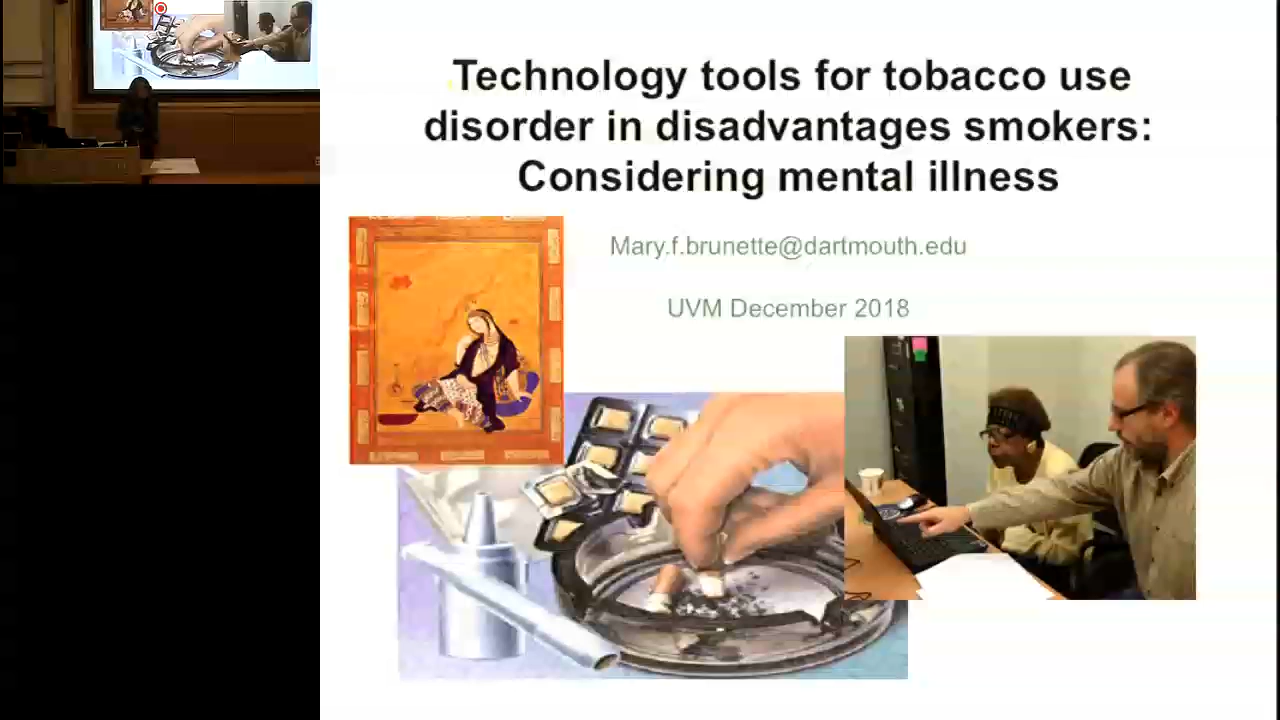 Technology tools for tobacco use
disorder in disadvantages smokers:
Considering mental illness
Mary.f.brunette@dartmouth.edu
UVM December 2018